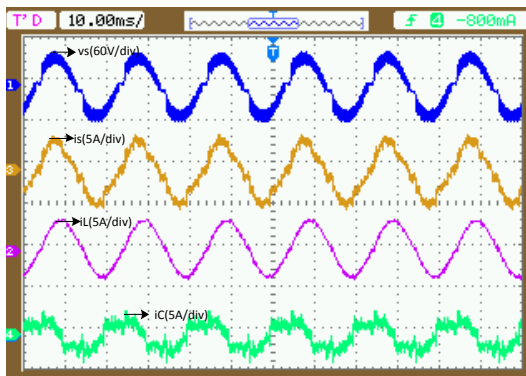 T'D 10.00ms/ T f 4 -800mA
T
vs(60V/div)
1
is(5A/div)
3
iL(5A/div)
2
iC(5A/div)
4